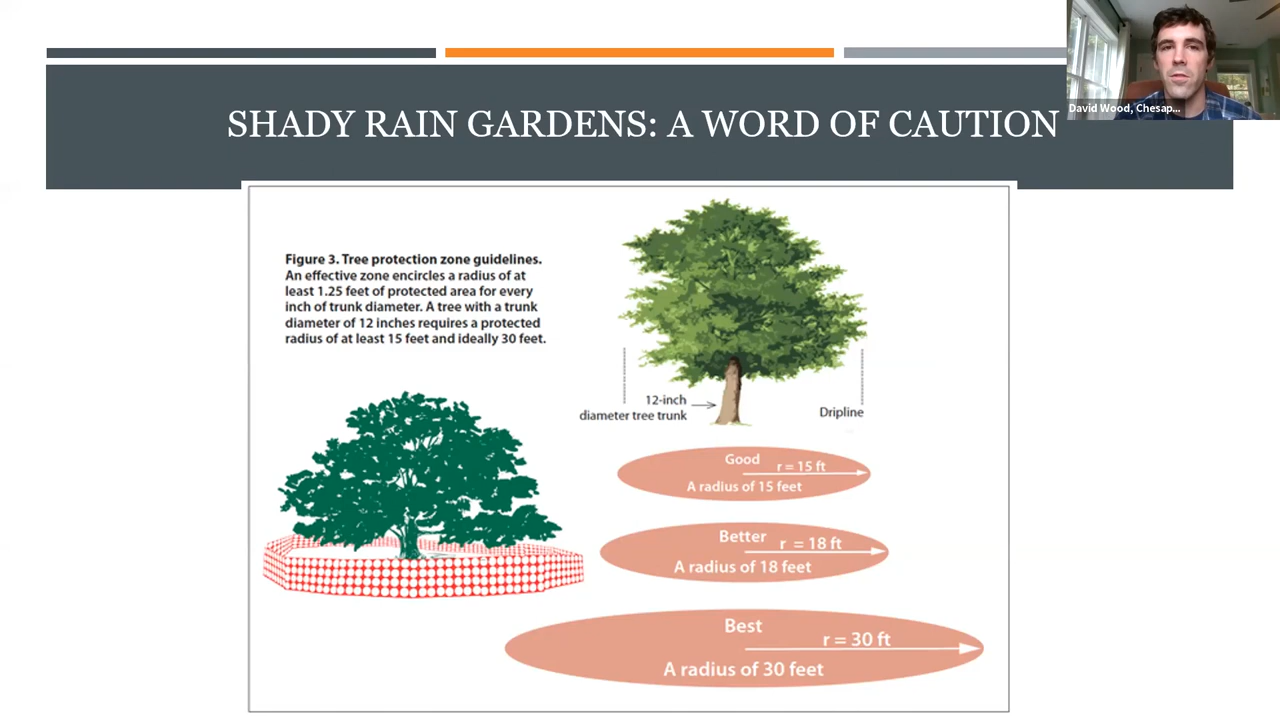 David Wood, Chesap...
SHADY RAIN GARDENS: A WORD OF CAUTION
Figure 3. Tree protection zone guidelines.
An effective zone encircles a radius of at
least 1.25 feet of protected area for every
inch of trunk diameter. A tree with a trunk
diameter of 12 inches requires a protected
radius of at least 15 feet and ideally 30 feet.
12-inch
diameter tree trunk
Dripline
Good
r = 15 ft
A radius of 15 feet
Better
r = 18 ft
A radius of 18 feet
Best
r = 30 ft
A radius of 30 feet